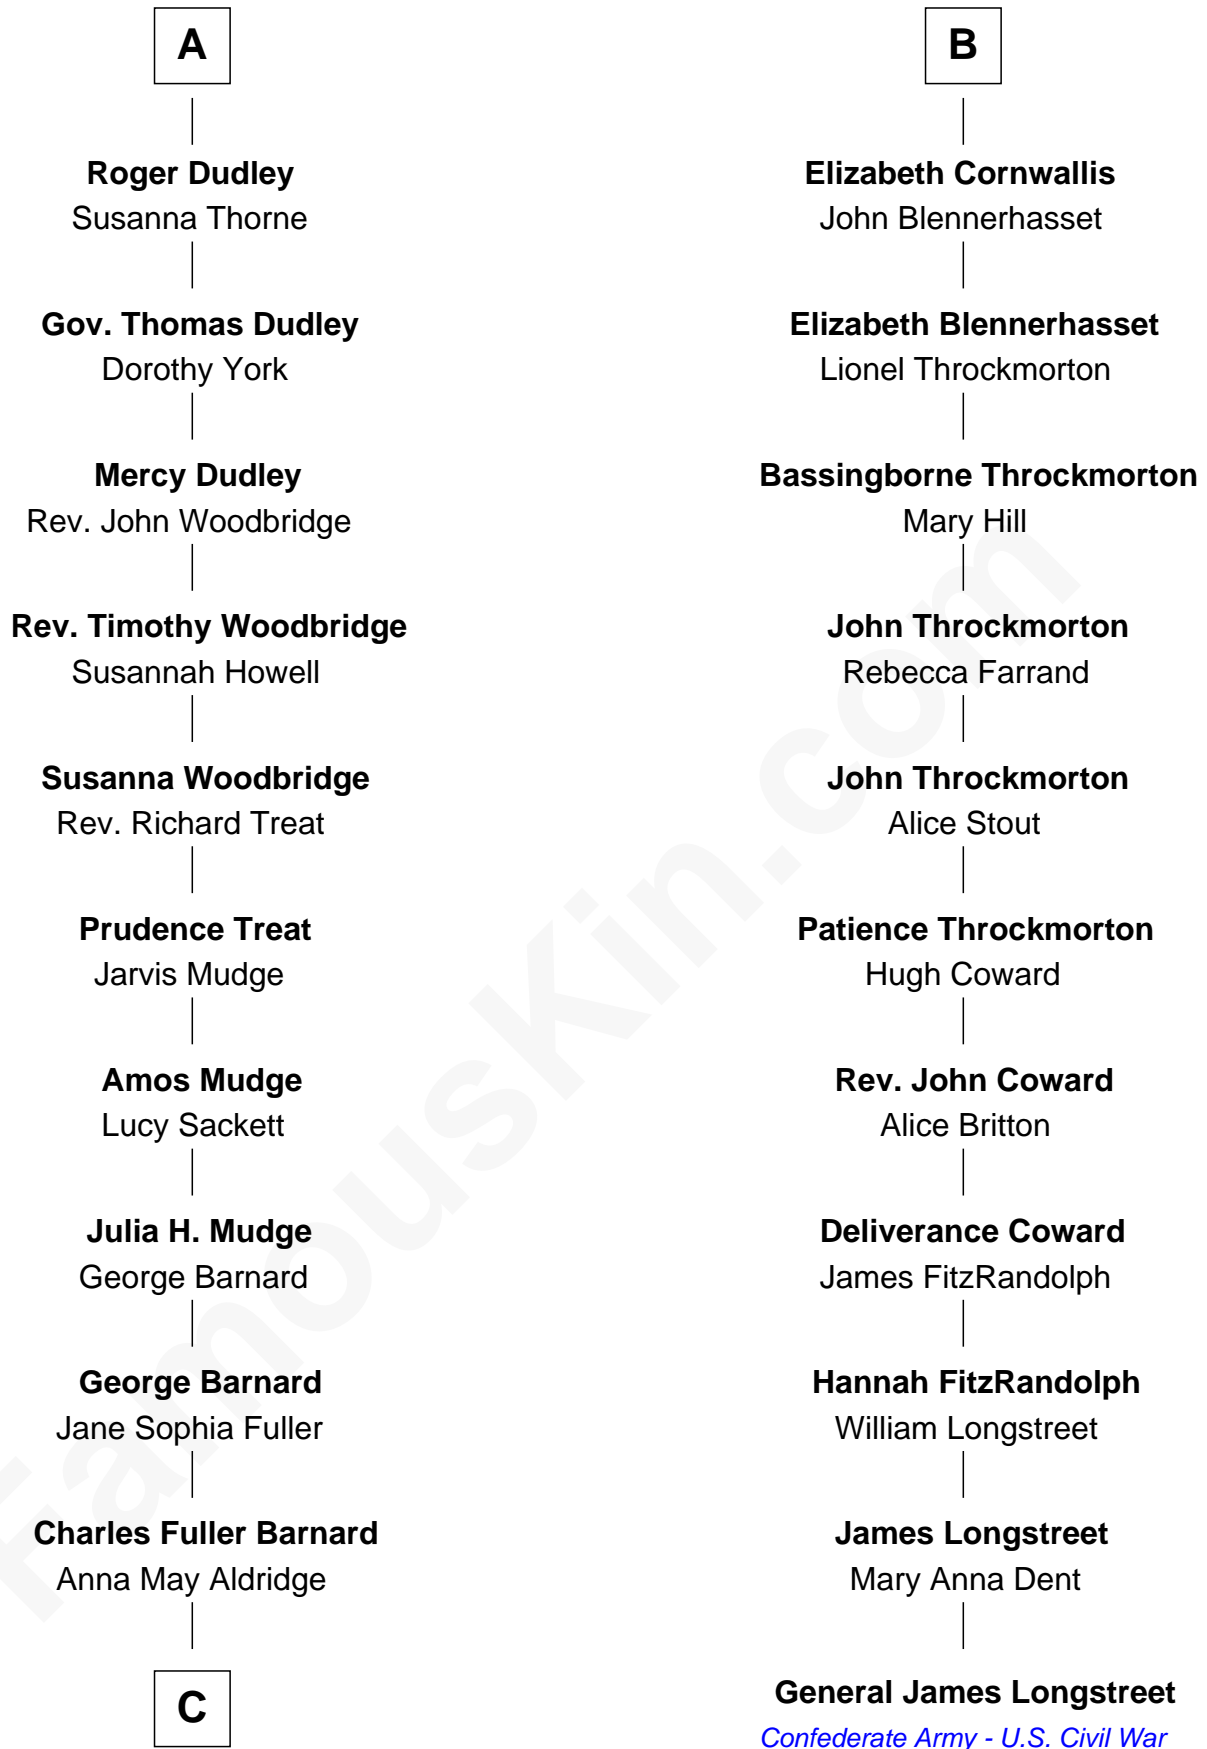 A
Roger Dudley
Susanna Thorne
Gov. Thomas Dudley
Dorothy York
Mercy Dudley
Rev. John Woodbridge
Rev. Timothy Woodbridge
Susannah Howell
Susanna Woodbridge
Rev. Richard Treat
Prudence Treat
Jarvis Mudge
Amos Mudge
Lucy Sackett
Julia H. Mudge
George Barnard
George Barnard
Jane Sophia Fuller
Charles Fuller Barnard
Anna May Aldridge
C
B
Elizabeth Cornwallis
John Blennerhasset
Elizabeth Blennerhasset
Lionel Throckmorton
Bassingborne Throckmorton
Mary Hill
John Throckmorton
Rebecca Farrand
John Throckmorton
Alice Stout
Patience Throckmorton
Hugh Coward
Rev. John Coward
Alice Britton
Deliverance Coward
James FitzRandolph
Hannah FitzRandolph
William Longstreet
James Longstreet
Mary Anna Dent
General James Longstreet
Confederate Army - U.S. Civil War
FamousKin.com